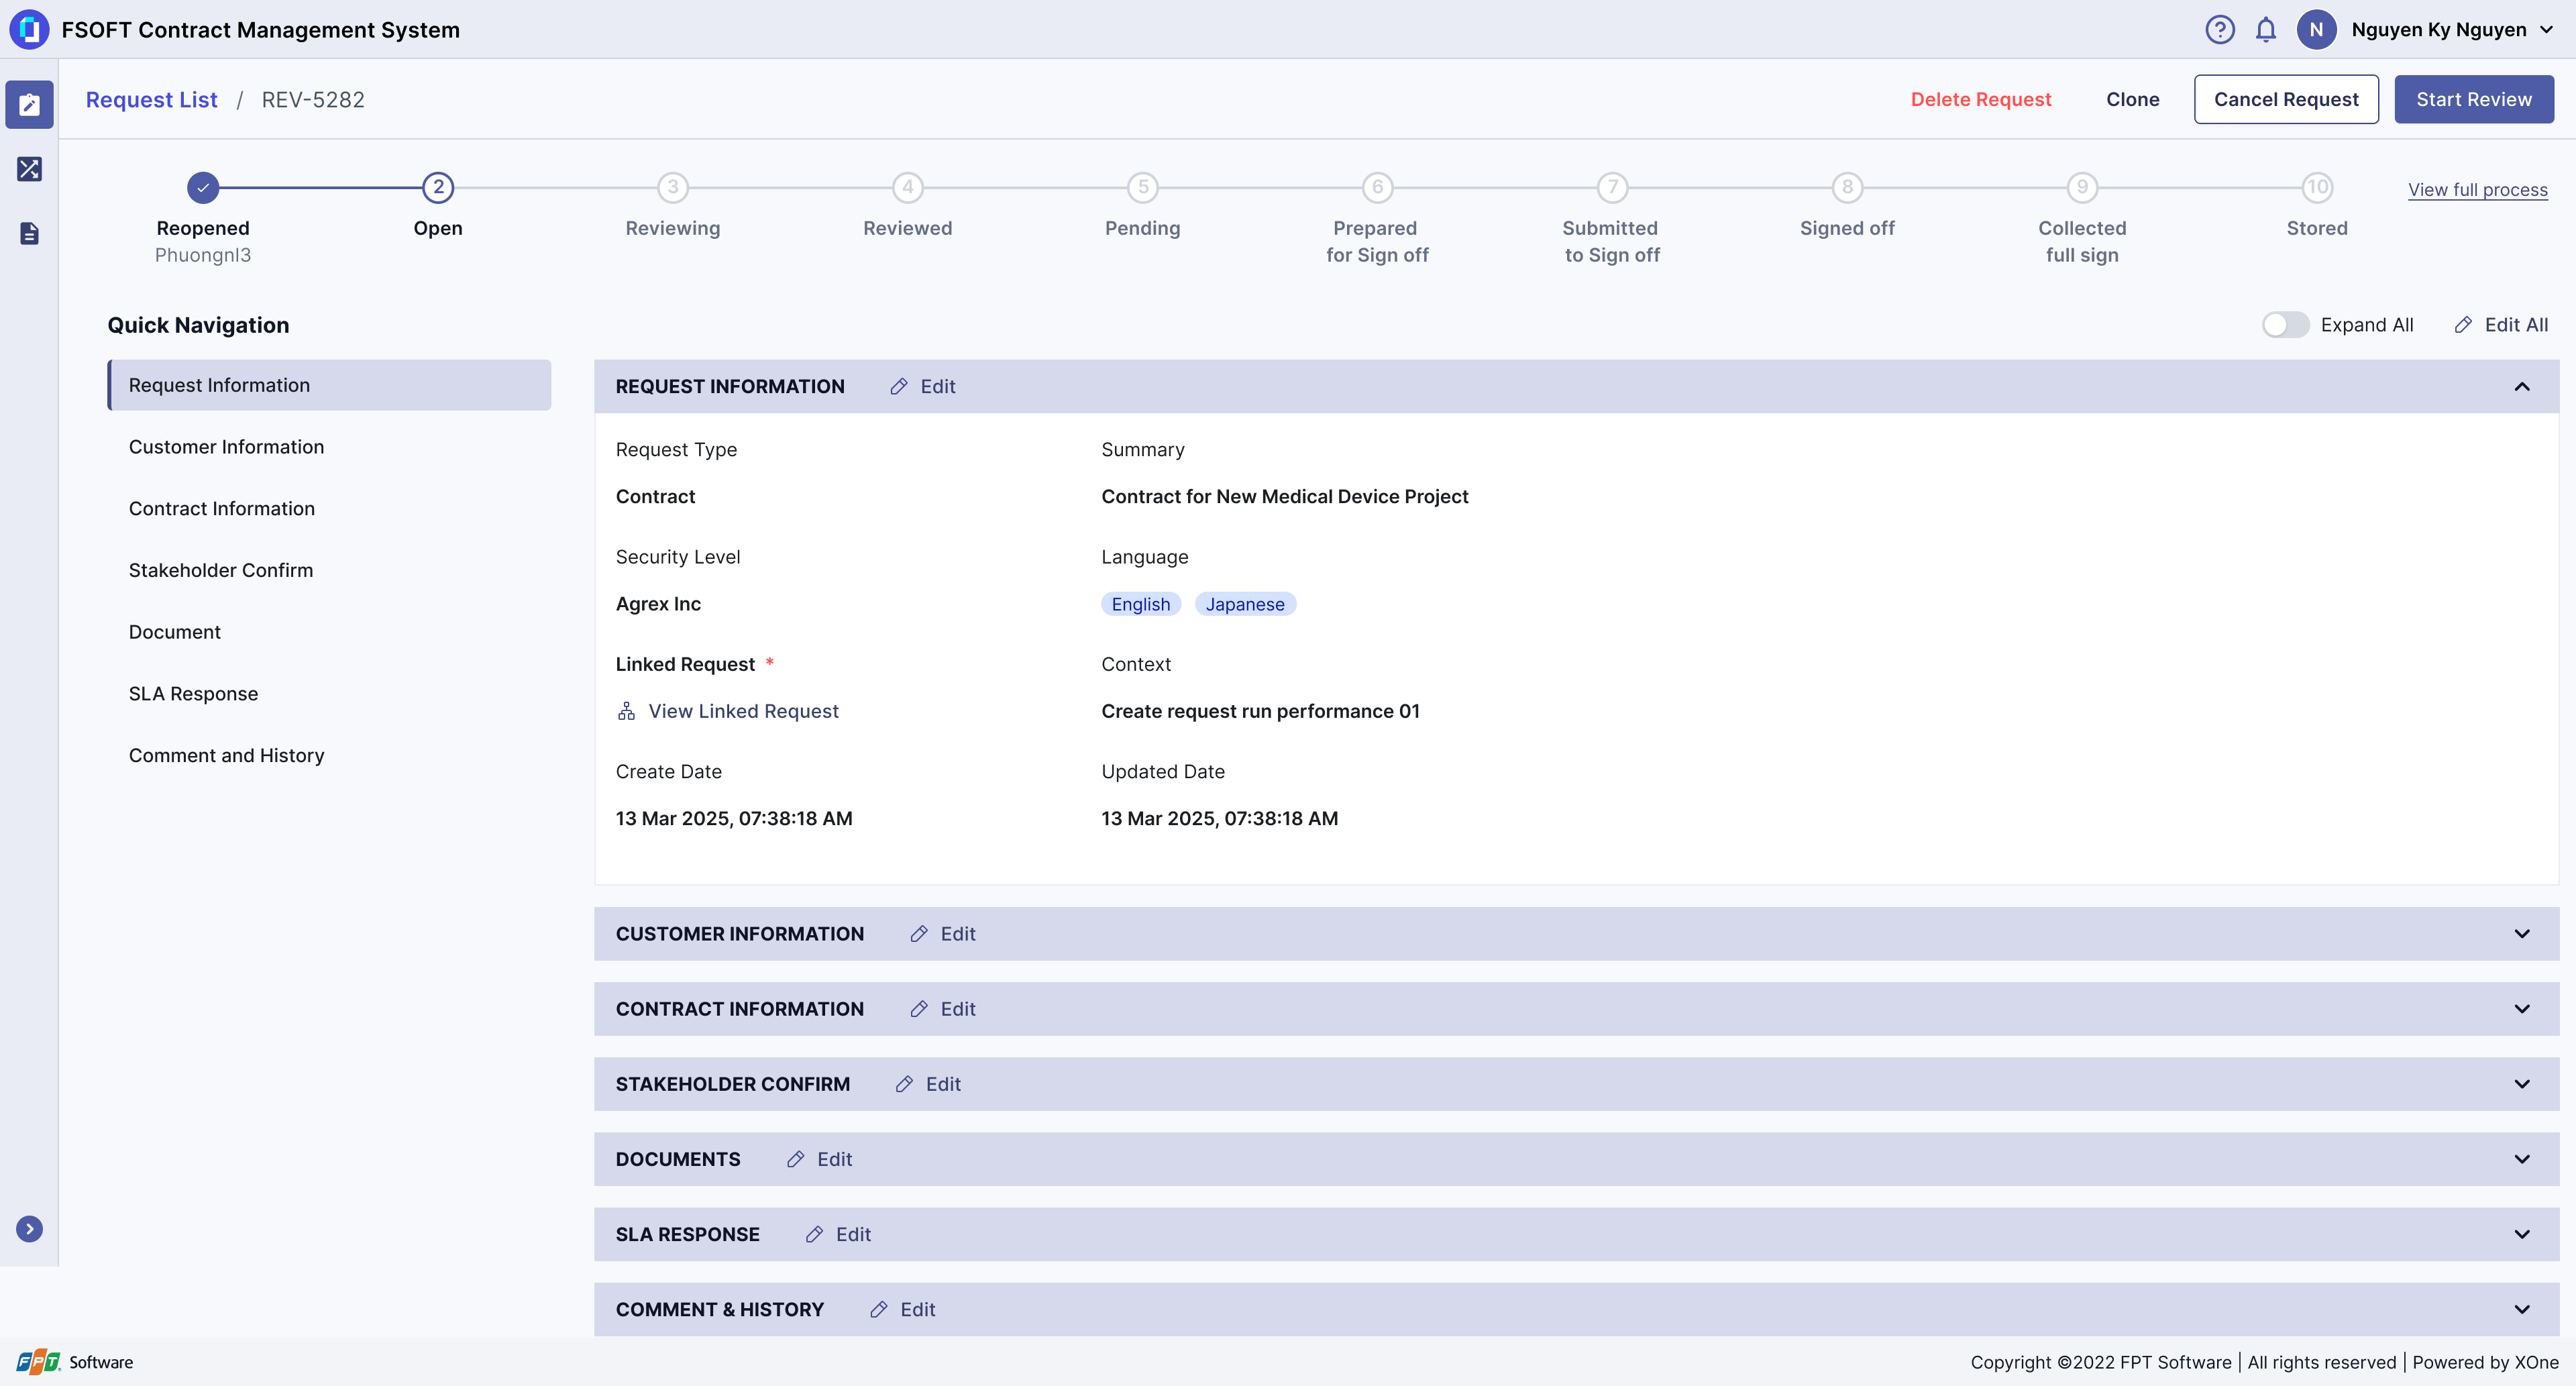 FSOFT Contract Management System
N
Nguyen Ky Nguyen
Request List / REV-5282
Delete Request
Clone
Cancel Request
Start Review
2
3
4
5
6
7
8
9
10
View full process
Reopened
Open
Reviewing
Reviewed
Pending
Prepared
for Sign off
Submitted
to Sign off
Signed off
Collected
full sign
Stored
Phuongnl3
Quick Navigation
Expand All
Edit All
Request Information
Customer Information
Contract Information
Stakeholder Confirm
Document
SLA Response
Comment and History
REQUEST INFORMATION
Edit
Request Type
Summary
Contract
Contract for New Medical Device Project
Security Level
Language
Agrex Inc
English
Japanese
Linked Request *
Context
View Linked Request
Create request run performance 01
Create Date
Updated Date
13 Mar 2025, 07:38:18 AM
13 Mar 2025, 07:38:18 AM
CUSTOMER INFORMATION
Edit
CONTRACT INFORMATION
Edit
STAKEHOLDER CONFIRM
Edit
DOCUMENTS
Edit
SLA RESPONSE
Edit
COMMENT & HISTORY
Edit
FPT Software
Copyright ©2022 FPT Software | All rights reserved | Powered by XOne